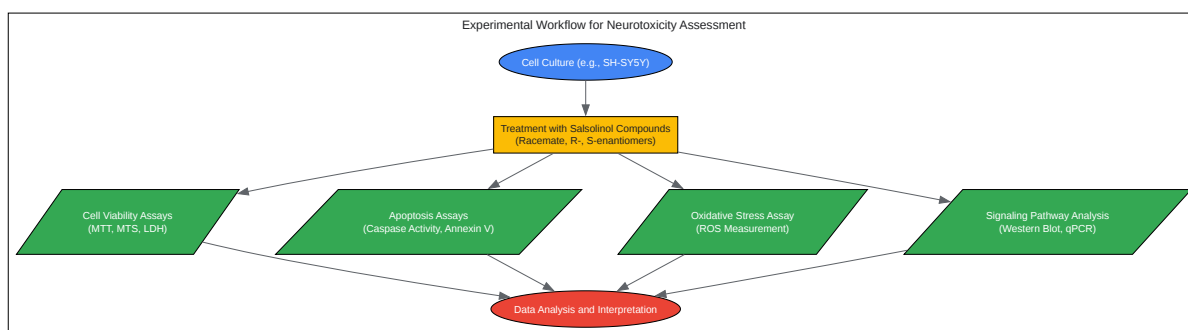 Experimental Workflow for Neurotoxicity Assessment
Cell Culture (e.g., SH-SY5Y)
Treatment with Salsolinol Compounds
(Racemate, R-, S-enantiomers)
Cell Viability Assays
(MTT, MTS, LDH)
Apoptosis Assays
(Caspase Activity, Annexin V)
Oxidative Stress Assay
(ROS Measurement)
Signaling Pathway Analysis
(Western Blot, qPCR)
Data Analysis and Interpretation